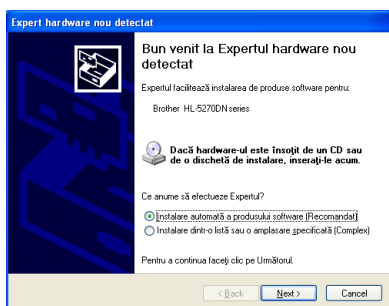 Expert hardware nou detectat
Bun venit la Expertul hardware nou
detectat
Expertul facilitează instalarea de produse software pentru:
Brother HL-5270DN series
Dacă hardware-ul este însoţit de un CD sau
de o dischetă de instalare, inseraţi-le acum.
Ce anume să efectueze Expertul?
Instalare automată a produsului software (Recomandat)
Instalare dintr-o listă sau o amplasare specificată (Complex)
Pentru a continua faceţi clic pe Următorul.
< Back
Next >
Cancel